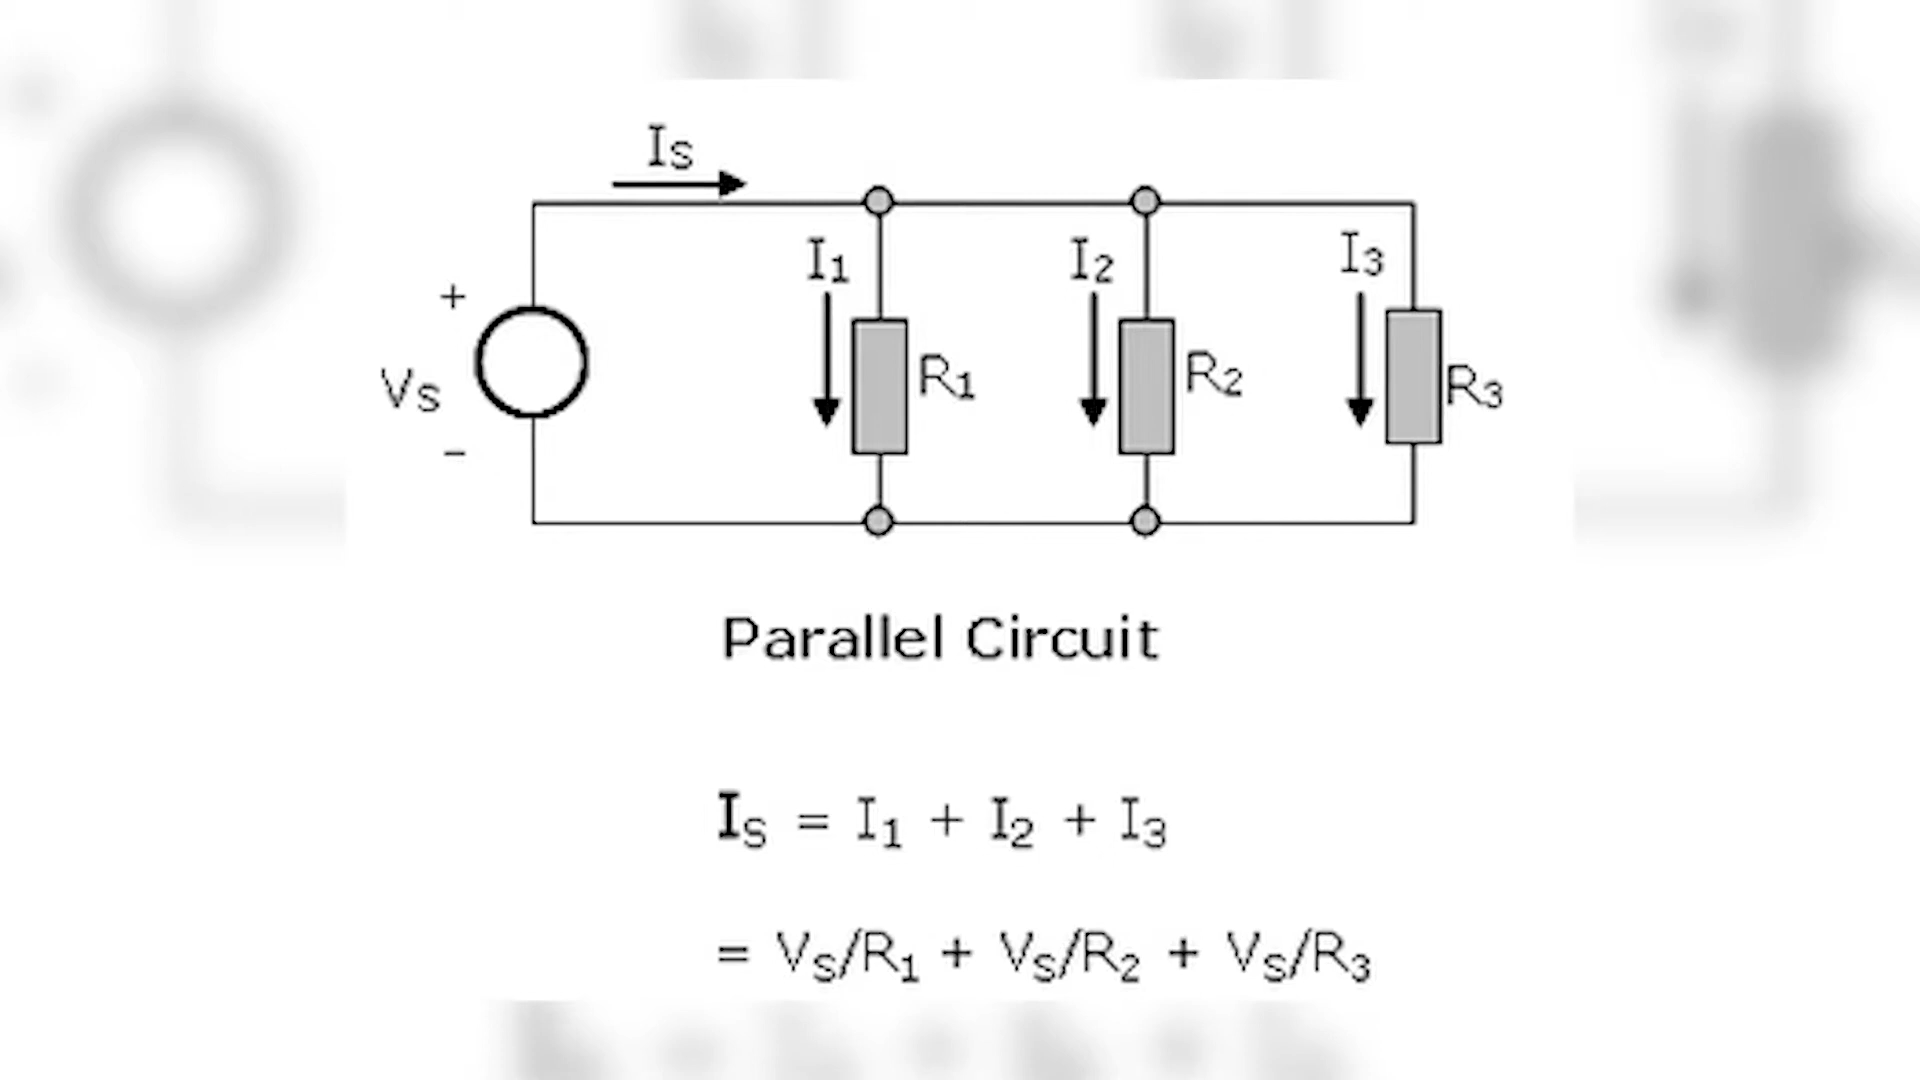 Is
I1 I2 I3
+
Vs
R1 R2 R3
−
Parallel Circuit
IS = I1 + I2 + I3
= VS/R1 + VS/R2 + VS/R3